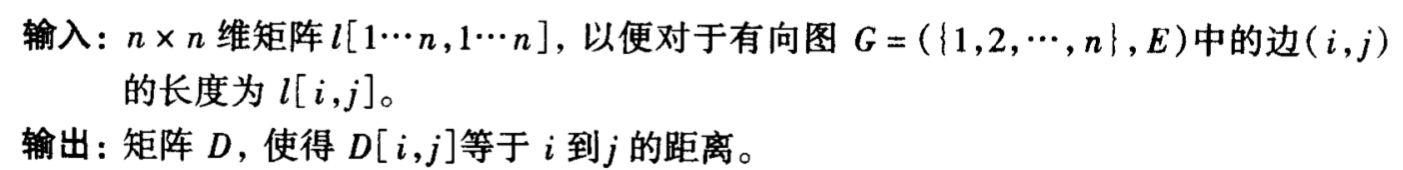 输入：n × n 维矩阵 l[1⋯n,1⋯n]，以便对于有向图 G = ({1,2,⋯,n},E)中的边(i,j)
的长度为 l[i,j]。
输出：矩阵 D，使得 D[i,j]等于 i 到 j 的距离。